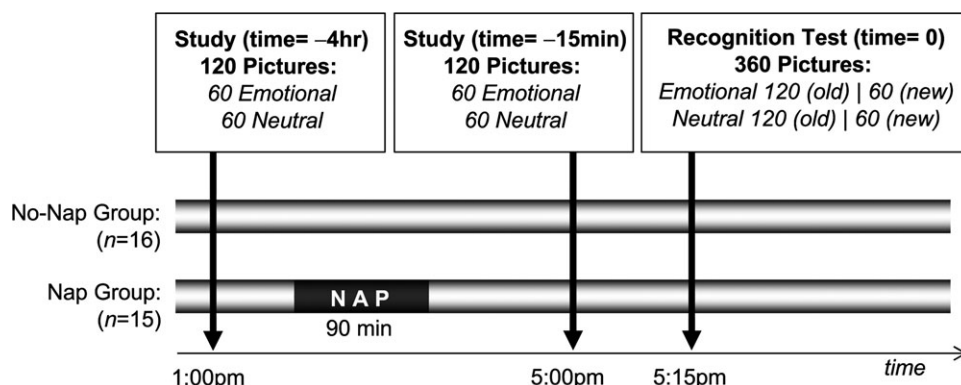 Study (time= –4hr)
120 Pictures:
60 Emotional
60 Neutral
Study (time= –15min)
120 Pictures:
60 Emotional
60 Neutral
Recognition Test (time= 0)
360 Pictures:
Emotional 120 (old) | 60 (new)
Neutral 120 (old) | 60 (new)
No-Nap Group:
(n=16)
Nap Group:
(n=15)
NAP
90 min
time
1:00pm
5:00pm
5:15pm